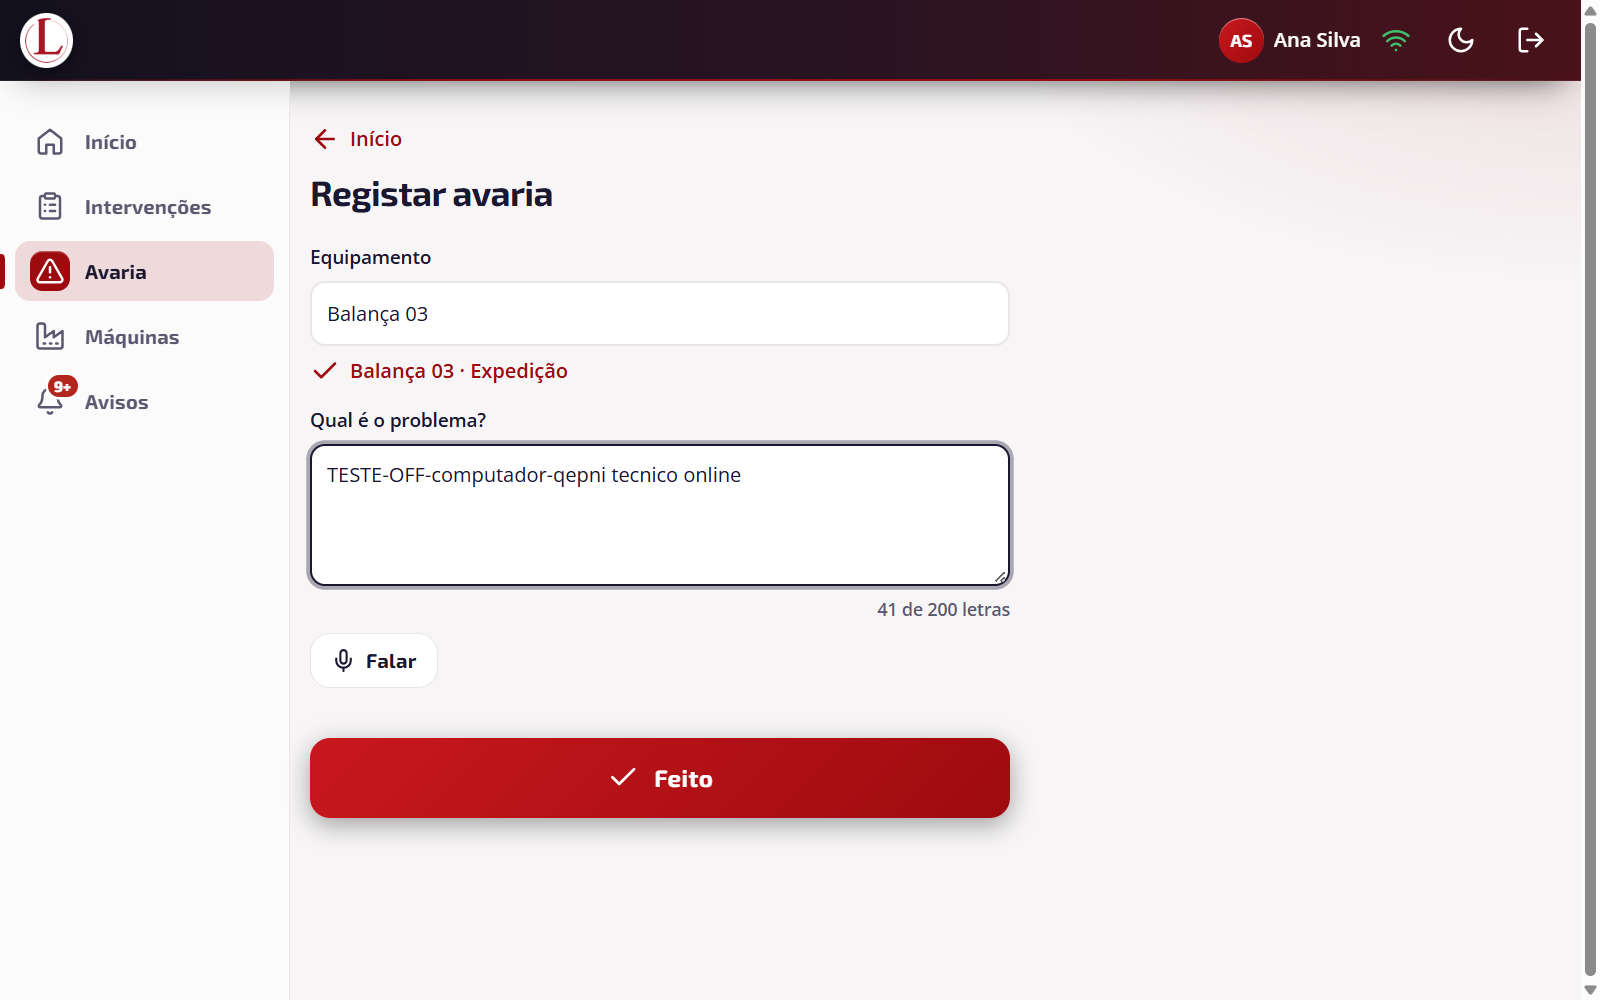 L
AS Ana Silva
Início
Intervenções
Avaria
Máquinas
9+
Avisos
Início
Registar avaria
Equipamento
Balança 03
Balança 03 · Expedição
Qual é o problema?
TESTE-OFF-computador-qepni tecnico online
41 de 200 letras
Falar
Feito